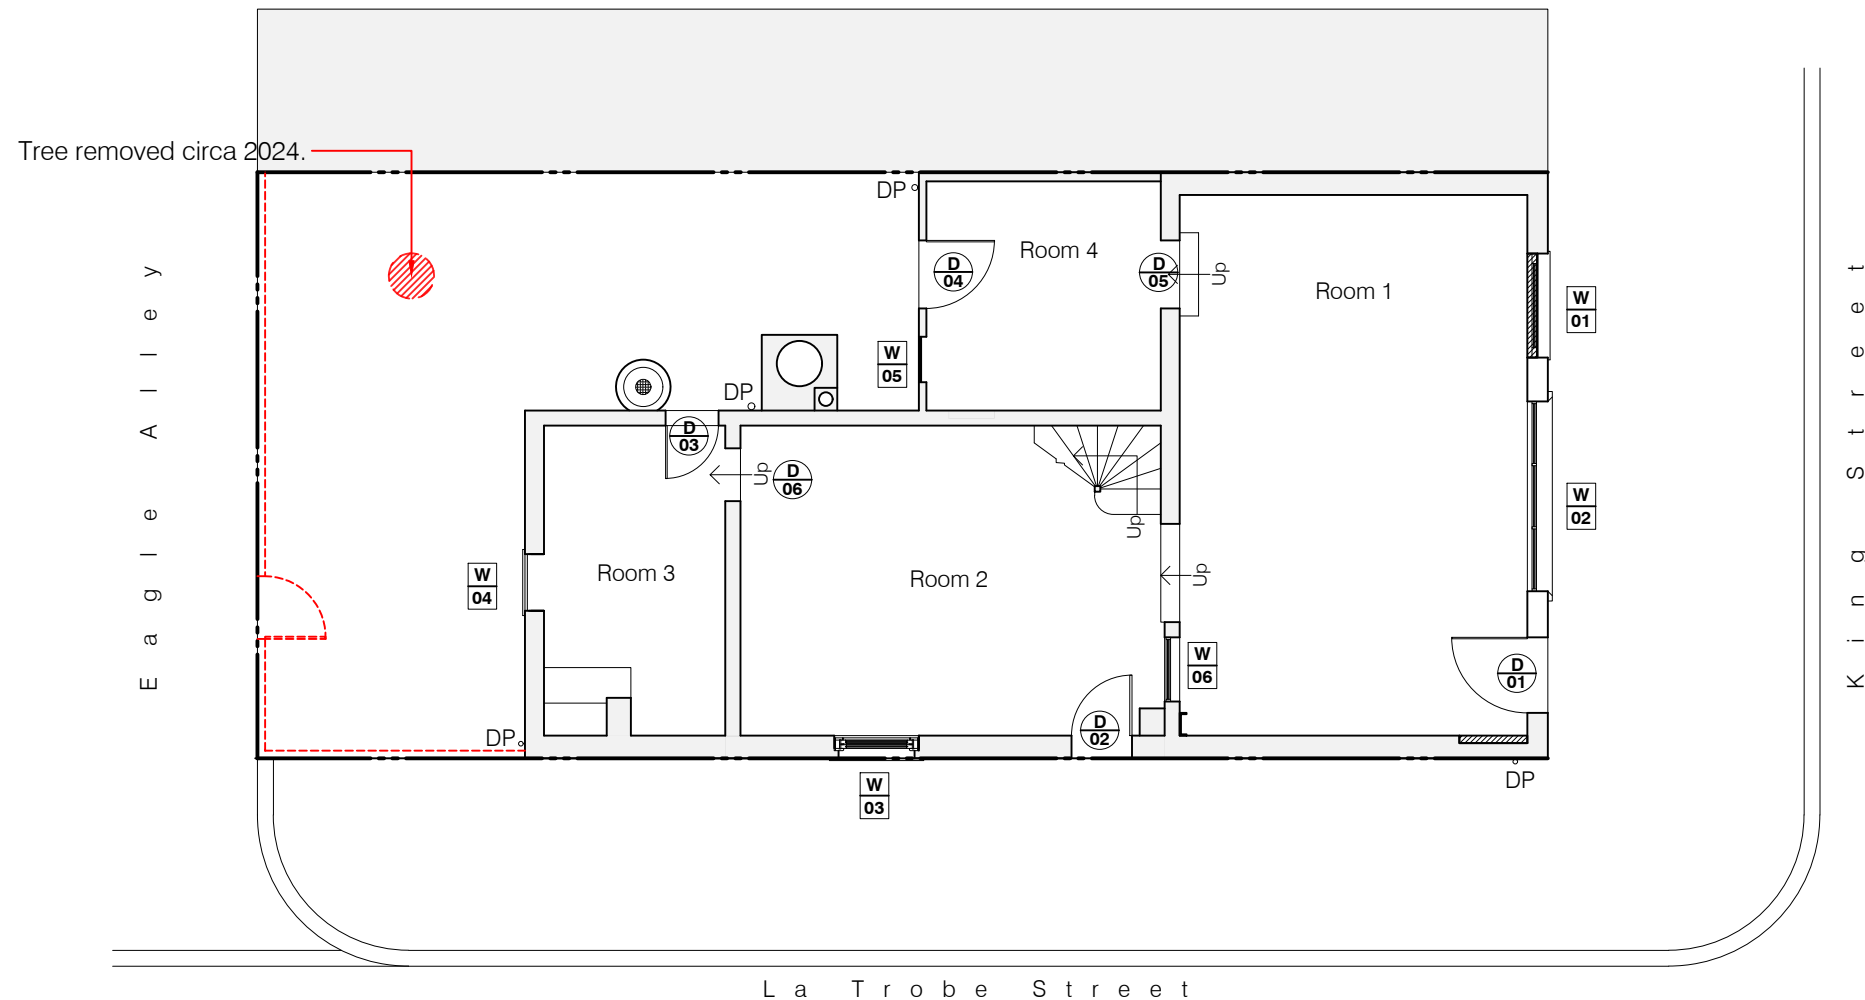 Tree removed circa 2024.
DP
Room 4
D
04
D
05
Up
Room 1
W
01
W
05
DP
D
03
Up
D
06
Up
W
02
Room 3
Room 2
Up
W
04
W
06
D
01
D
02
DP
DP
W
03
Eagle Alley
King Street
La Trobe Street